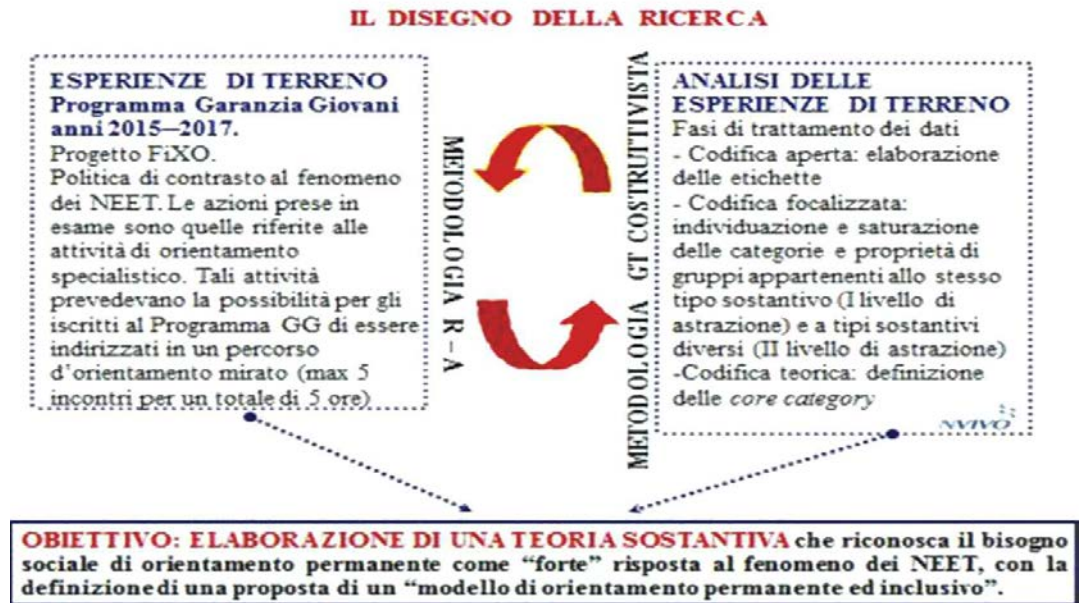 IL DISEGNO DELLA RICERCA
ESPERIENZE DI TERRENO
Programma Garanzia Giovani
anni 2015—2017.
Progetto FiXO.
Politica di contrasto al fenomeno
dei NEET. Le azioni prese in
esame sono quelle riferite alle
attività di orientamento
specialistico. Tali attività
prevedevano la possibilità per gli
iscritti al Programma GG di essere
indirizzati in un percorso
d'orientamento mirato (max 5
incontri per un totale di 5 ore)
METODOLOGIA R-A
METODOLOGIA GT COSTRUTTIVISTA
ANALISI DELLE
ESPERIENZE DI TERRENO
Fasi di trattamento dei dati
- Codifica aperta: elaborazione
delle etichette
- Codifica focalizzata:
individuazione e saturazione
delle categorie e proprietà di
gruppi appartenenti allo stesso
tipo sostantivo (I livello di
astrazione) e a tipi sostantivi
diversi (II livello di astrazione)
-Codifica teorica: definizione
delle core category
NVIVO
OBIETTIVO: ELABORAZIONE DI UNA TEORIA SOSTANTIVA che riconosca il bisogno
sociale di orientamento permanente come “forte” risposta al fenomeno dei NEET, con la
definizione di una proposta di un “modello di orientamento permanente ed inclusivo”.